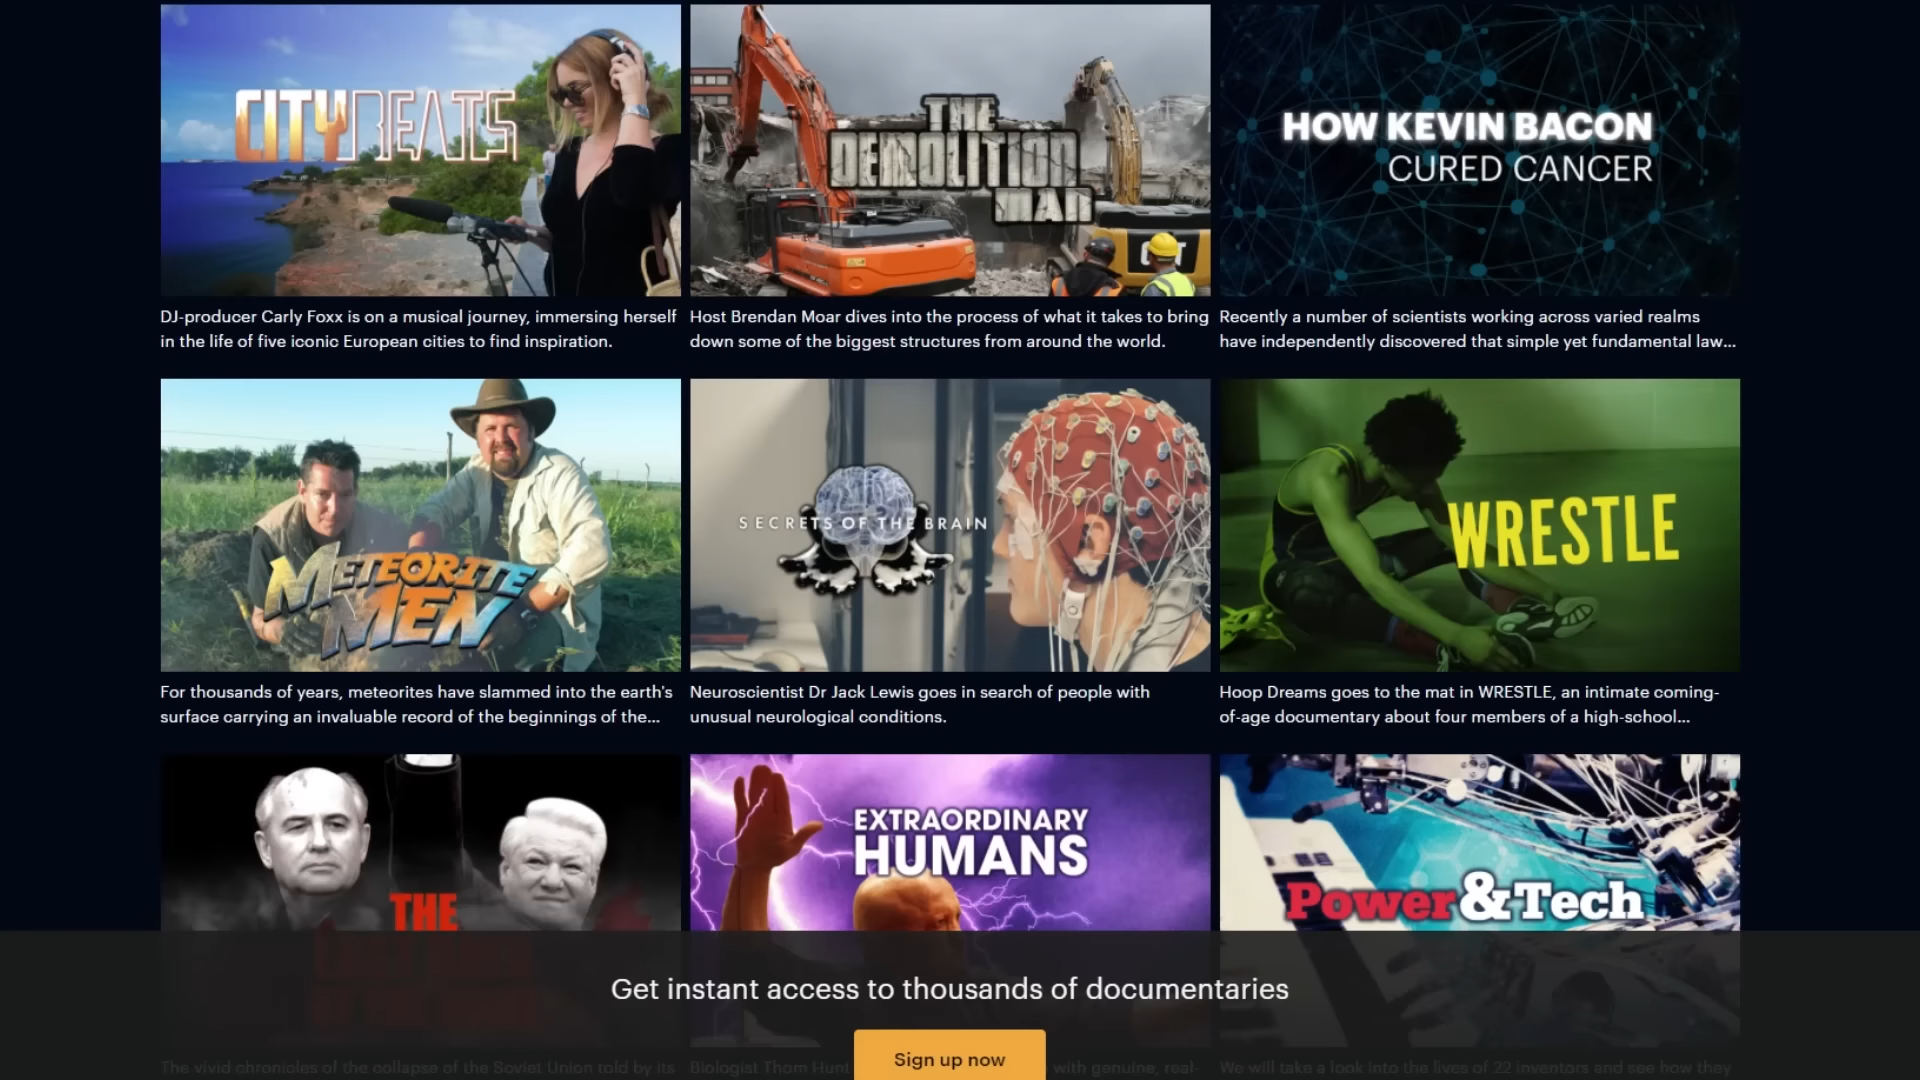 CITYBEATS
THE
DEMOLITION
MAN
CAT
HOW KEVIN BACON
CURED CANCER
DJ-producer Carly Foxx is on a musical journey, immersing herself
in the life of five iconic European cities to find inspiration.
Host Brendan Moar dives into the process of what it takes to bring
down some of the biggest structures from around the world.
Recently a number of scientists working across varied realms
have independently discovered that simple yet fundamental law...
METEORITE
MEN
SECRETS OF THE BRAIN
WRESTLE
For thousands of years, meteorites have slammed into the earth's
surface carrying an invaluable record of the beginnings of the...
Neuroscientist Dr Jack Lewis goes in search of people with
unusual neurological conditions.
Hoop Dreams goes to the mat in WRESTLE, an intimate coming-
of-age documentary about four members of a high-school...
THE
EXTRAORDINARY
HUMANS
Power&Tech
Get instant access to thousands of documentaries
Sign up now
The vivid chronicles of the collapse of the Soviet Union told by its
Biologist Thom Hunt with genuine, real-
We will take a look into the lives of 22 inventors and see how they